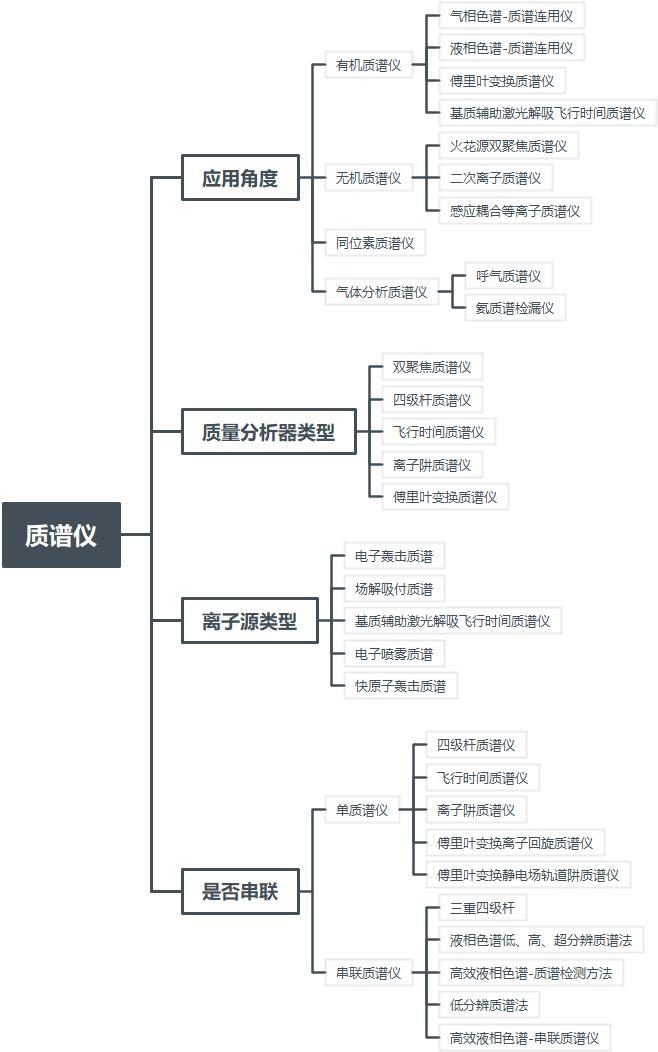 质谱仪
应用角度
有机质谱仪
气相色谱-质谱连用仪
液相色谱-质谱连用仪
傅里叶变换质谱仪
基质辅助激光解吸飞行时间质谱仪
无机质谱仪
火花源双聚焦质谱仪
二次离子质谱仪
感应耦合等离子质谱仪
同位素质谱仪
气体分析质谱仪
呼气质谱仪
氦质谱检漏仪
质量分析器类型
双聚焦质谱仪
四级杆质谱仪
飞行时间质谱仪
离子阱质谱仪
傅里叶变换质谱仪
离子源类型
电子轰击质谱
场解吸付质谱
基质辅助激光解吸飞行时间质谱仪
电子喷雾质谱
快原子轰击质谱
是否串联
单质谱仪
四级杆质谱仪
飞行时间质谱仪
离子阱质谱仪
傅里叶变换离子回旋质谱仪
傅里叶变换静电场轨道阱质谱仪
串联质谱仪
三重四级杆
液相色谱低、高、超分辨质谱法
高效液相色谱-质谱检测方法
低分辨质谱法
高效液相色谱-串联质谱仪